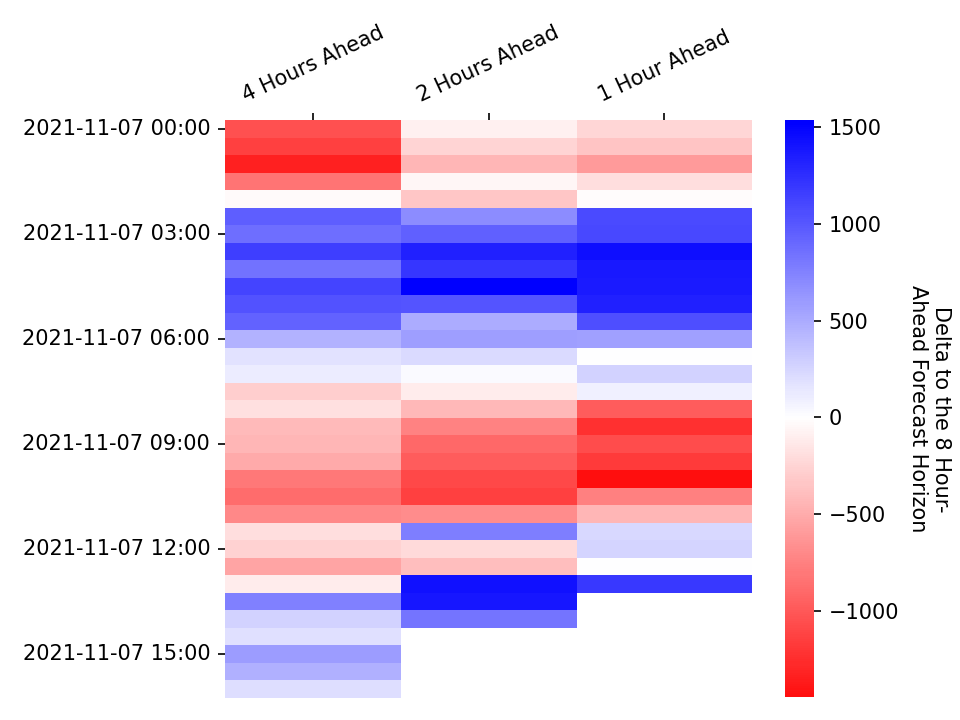 4 Hours Ahead
2 Hours Ahead
1 Hour Ahead
2021-11-07 00:00
2021-11-07 03:00
2021-11-07 06:00
2021-11-07 09:00
2021-11-07 12:00
2021-11-07 15:00
1500
1000
500
0
−500
−1000
Delta to the 8 Hour-
Ahead Forecast Horizon